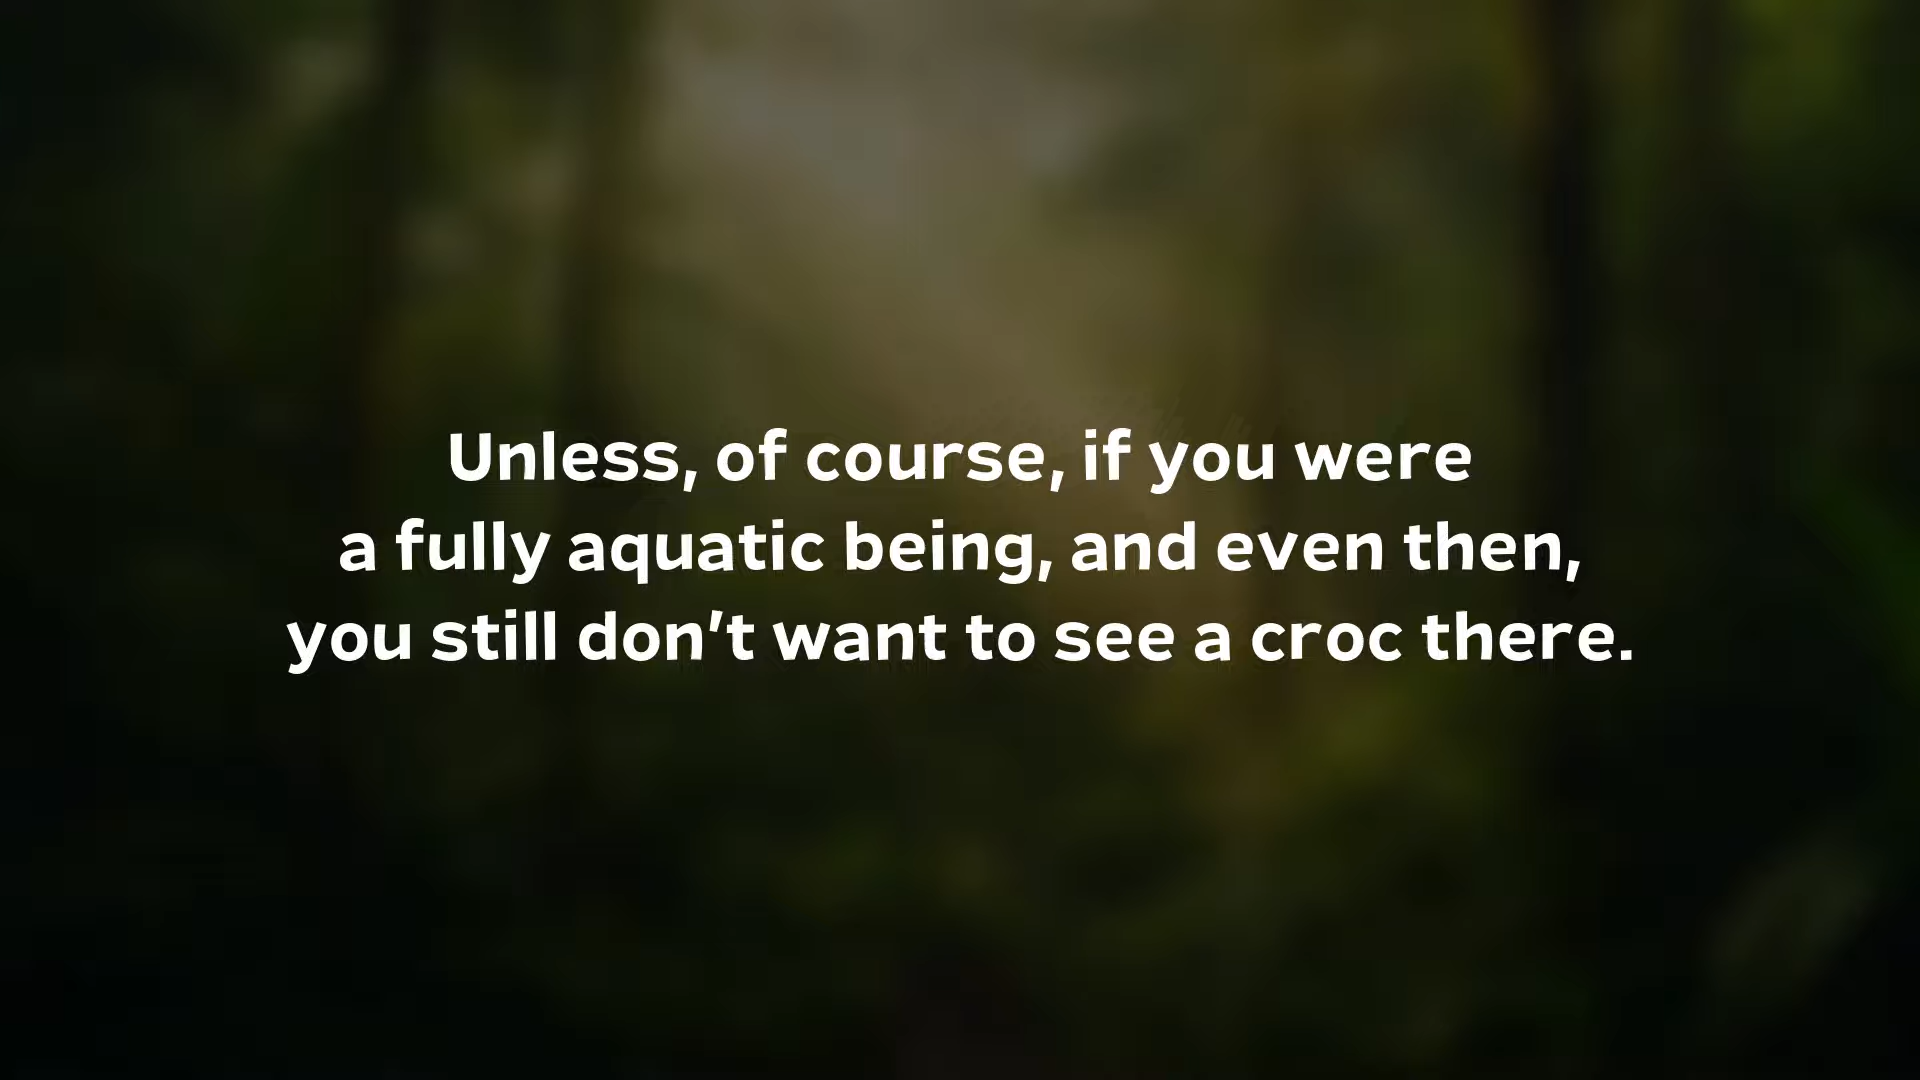 Unless, of course, if you were
a fully aquatic being, and even then,
you still don’t want to see a croc there.